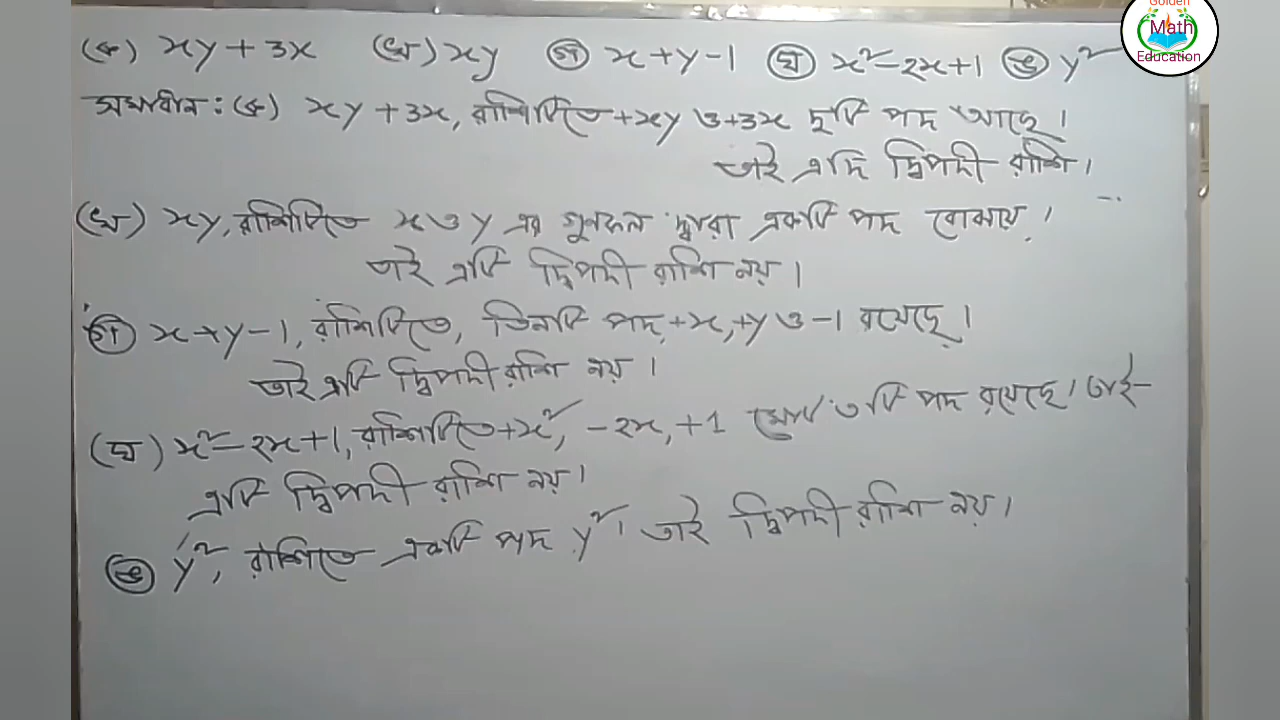 Golden
Math
Education
(ক) xy + 3x (খ) xy (গ) x + y - 1 (ঘ) x² - 2x + 1 (ঙ) y²
সমাধান: (ক) xy + 3x, রাশিটিতে +xy ও +3x দুটি পদ আছে।
তাই এটি দ্বিপদী রাশি।
(খ) xy, রাশিটিতে x ও y এর গুণফল দ্বারা একটি পদ বোঝায়।
তাই এটি দ্বিপদী রাশি নয়।
(গ) x + y - 1, রাশিটিতে, তিনটি পদ, +x, +y ও -1 রয়েছে।
তাই এটি দ্বিপদী রাশি নয়।
(ঘ) x² - 2x + 1, রাশিটিতে +x², - 2x, +1 মোট ৩ টি পদ রয়েছে। তাই
এটি দ্বিপদী রাশি নয়।
(ঙ) y², রাশিতে একটি পদ y²। তাই দ্বিপদী রাশি নয়।